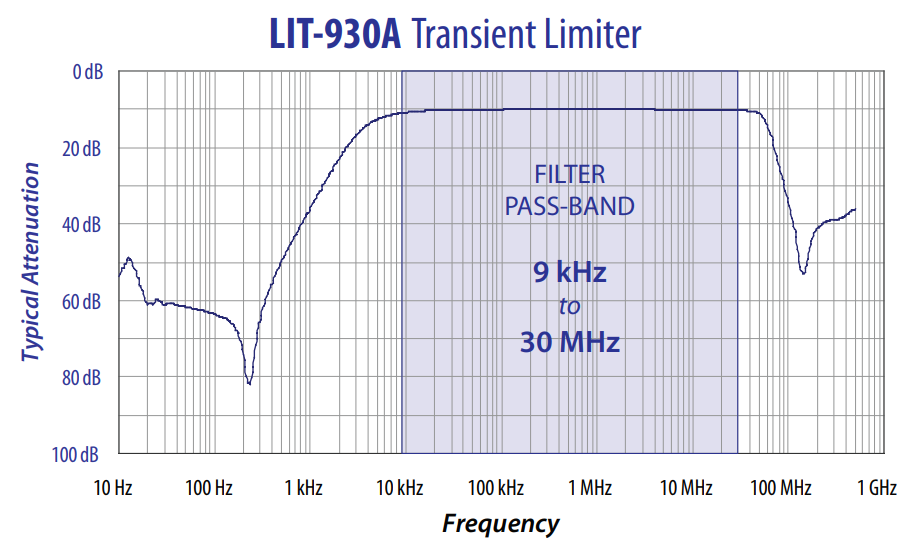 LIT-930A Transient Limiter
0 dB
20 dB
40 dB
60 dB
80 dB
100 dB
Typical Attenuation
FILTER
PASS-BAND
9 kHz
to
30 MHz
10 Hz 100 Hz 1 kHz 10 kHz 100 kHz 1 MHz 10 MHz 100 MHz 1 GHz
Frequency